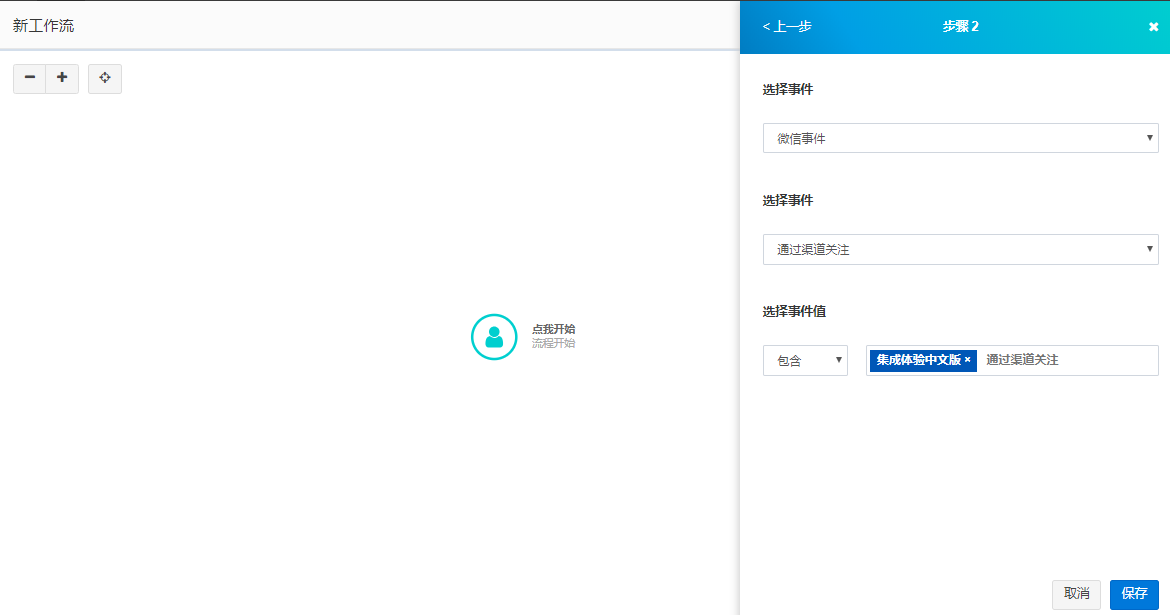 新工作流
点我开始
流程开始
< 上一步
步骤 2
选择事件
微信事件
选择事件
通过渠道关注
选择事件值
包含
集成体验中文版 × 通过渠道关注
取消
保存